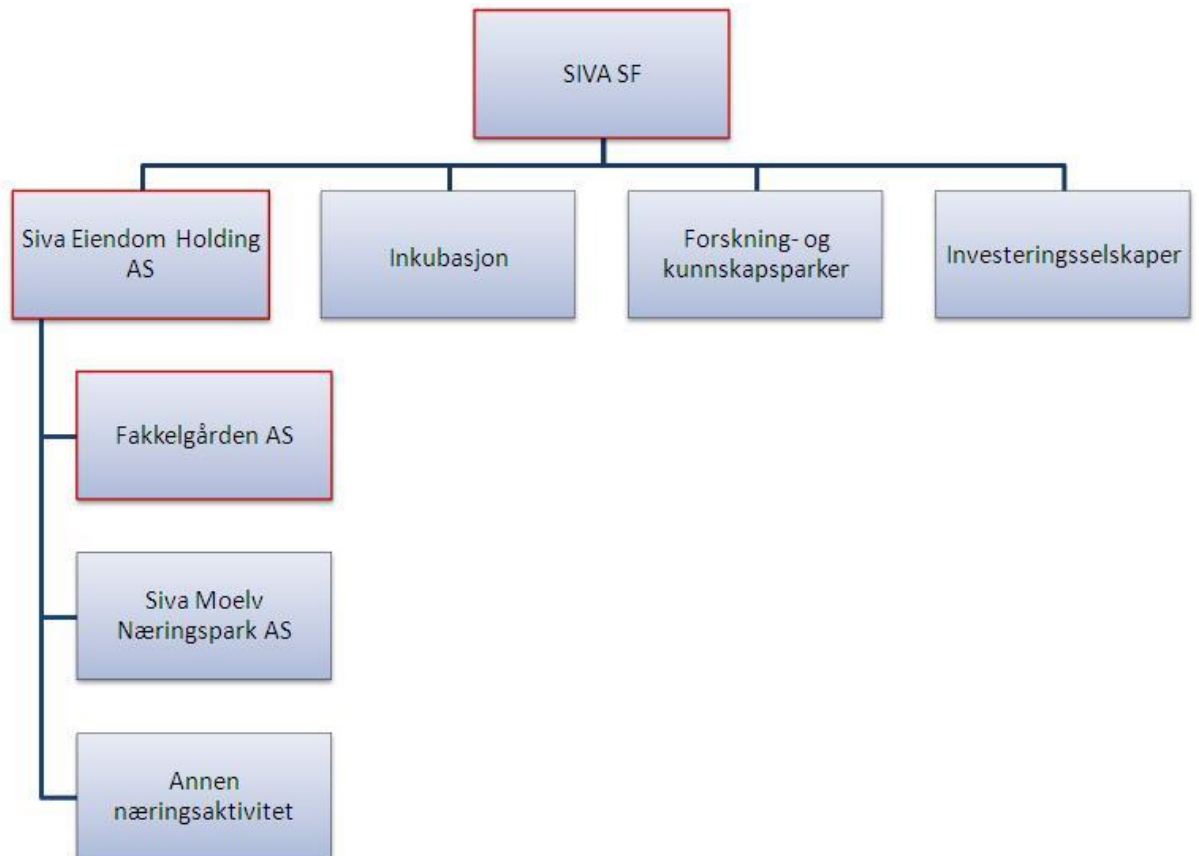 SIVA SF
Siva Eiendom Holding
AS
Inkubasjon
Forskning- og
kunnskapsparker
Investeringsselskaper
Fakkelgården AS
Siva Moelv
Næringspark AS
Annen
næringsaktivitet